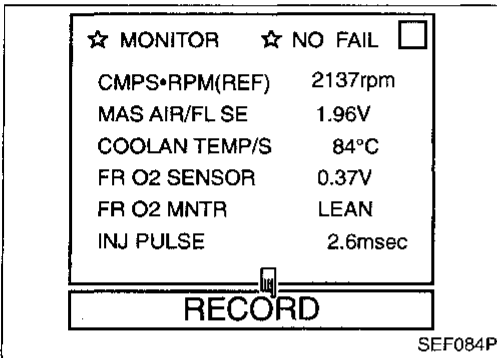 ☆ MONITOR ☆ NO FAIL
CMPS•RPM(REF) 2137rpm
MAS AIR/FL SE 1.96V
COOLAN TEMP/S 84°C
FR O2 SENSOR 0.37V
FR O2 MNTR LEAN
INJ PULSE 2.6msec
RECORD
SEF084P